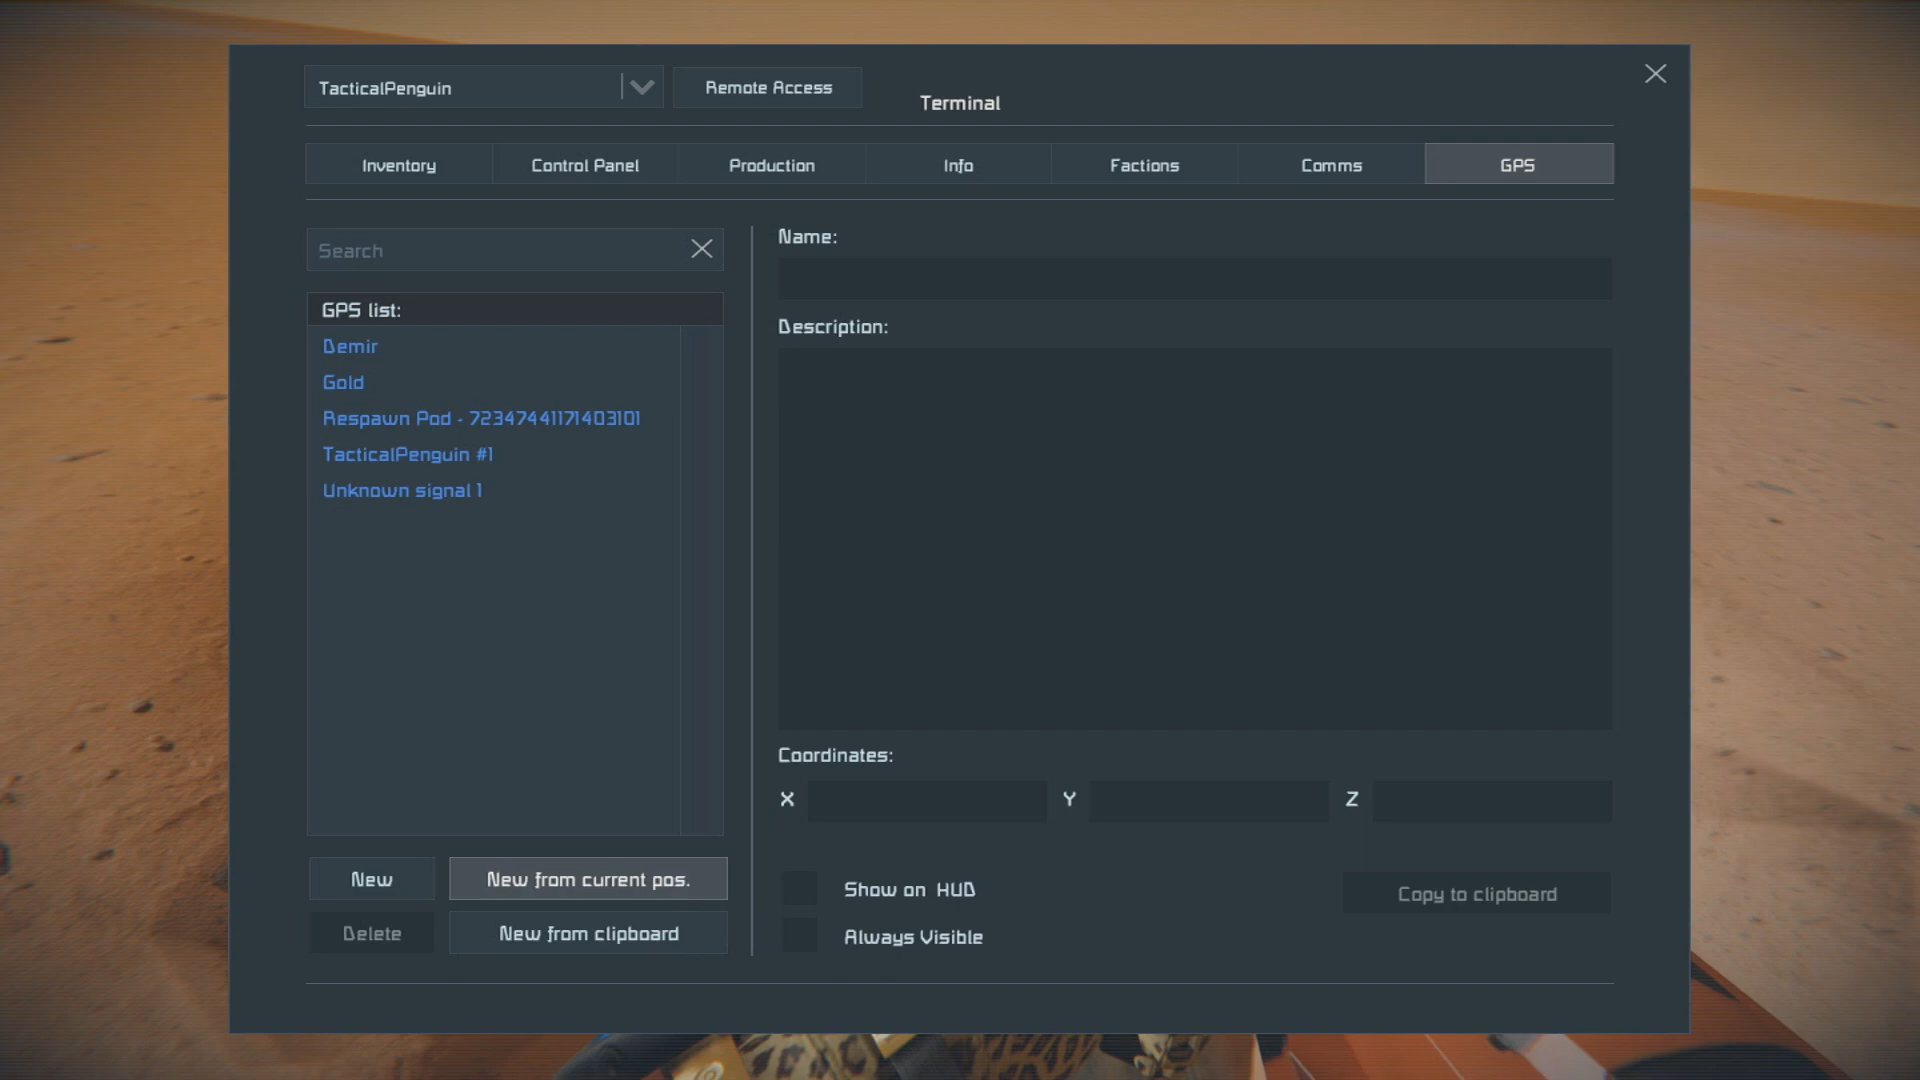 TacticalPenguin
Remote Access
Terminal
Inventory
Control Panel
Production
Info
Factions
Comms
GPS
Search
GPS list:
Demir
Gold
Respawn Pod - 72347441171403101
TacticalPenguin #1
Unknown signal 1
New
New from current pos.
Delete
New from clipboard
Name:
Description:
Coordinates:
X
Y
Z
Show on HUD
Always Visible
Copy to clipboard